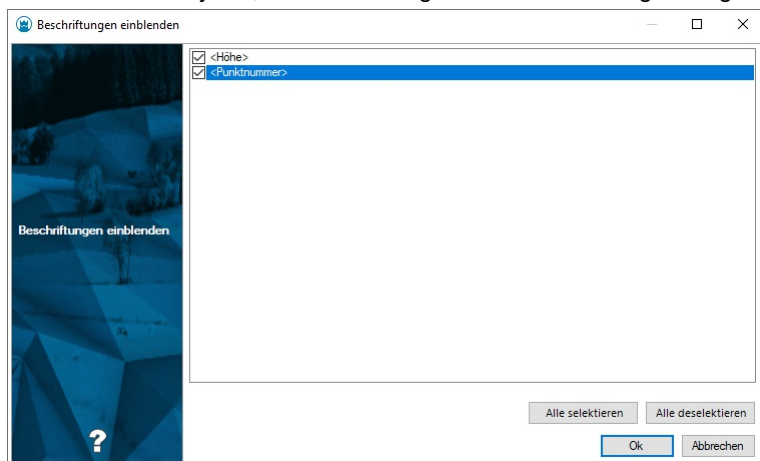 Beschriftungen einblenden
<Höhe>
<Punktnummer>
Beschriftungen einblenden
Alle selektieren
Alle deselektieren
?
Ok
Abbrechen